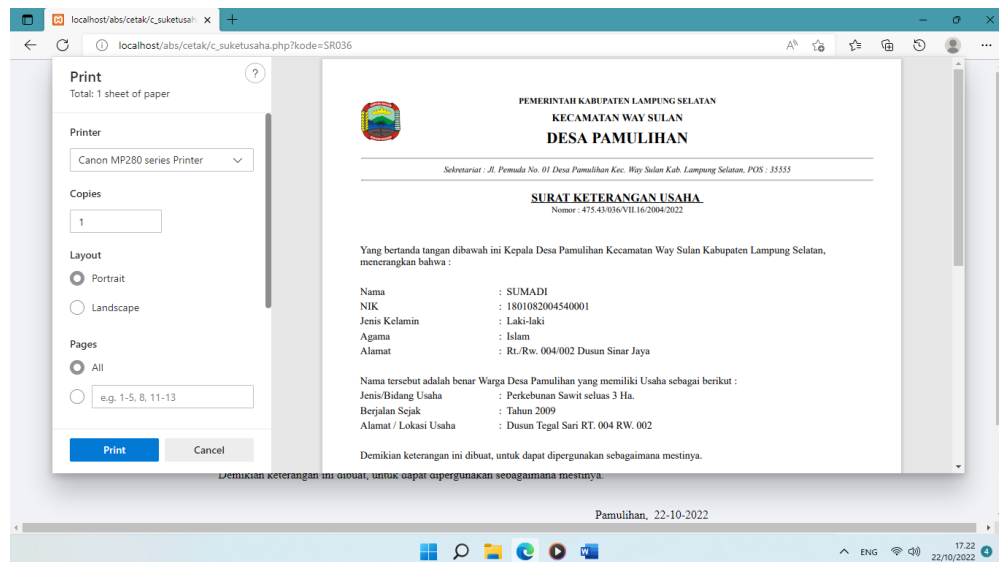 localhost/abs/cetak/c_suketusah
localhost/abs/cetak/c_suketusaha.php?kode=SR036
Print
?
Total: 1 sheet of paper
Printer
Canon MP280 series Printer
Copies
1
Layout
Portrait
Landscape
Pages
All
e.g. 1-5, 8, 11-13
Print Cancel
PEMERINTAH KABUPATEN LAMPUNG SELATAN
KECAMATAN WAY SULAN
DESA PAMULIHAN
Sekretariat : Jl. Pemuda No. 01 Desa Pamulihan Kec. Way Sulan Kab. Lampung Selatan, POS : 35555
SURAT KETERANGAN USAHA
Nomor : 475.43/036/VII.16/2004/2022
Yang bertanda tangan dibawah ini Kepala Desa Pamulihan Kecamatan Way Sulan Kabupaten Lampung Selatan,
menerangkan bahwa :
Nama : SUMADI
NIK : 1801082004540001
Jenis Kelamin : Laki-laki
Agama : Islam
Alamat : Rt./Rw. 004/002 Dusun Sinar Jaya
Nama tersebut adalah benar Warga Desa Pamulihan yang memiliki Usaha sebagai berikut :
Jenis/Bidang Usaha : Perkebunan Sawit seluas 3 Ha.
Berjalan Sejak : Tahun 2009
Alamat / Lokasi Usaha : Dusun Tegal Sari RT. 004 RW. 002
Demikian keterangan ini dibuat, untuk dapat dipergunakan sebagaimana mestinya.
Demikian keterangan ini dibuat, untuk dapat dipergunakan sebagaimana mestinya.
Pamulihan, 22-10-2022
ENG
17.22
22/10/2022
4